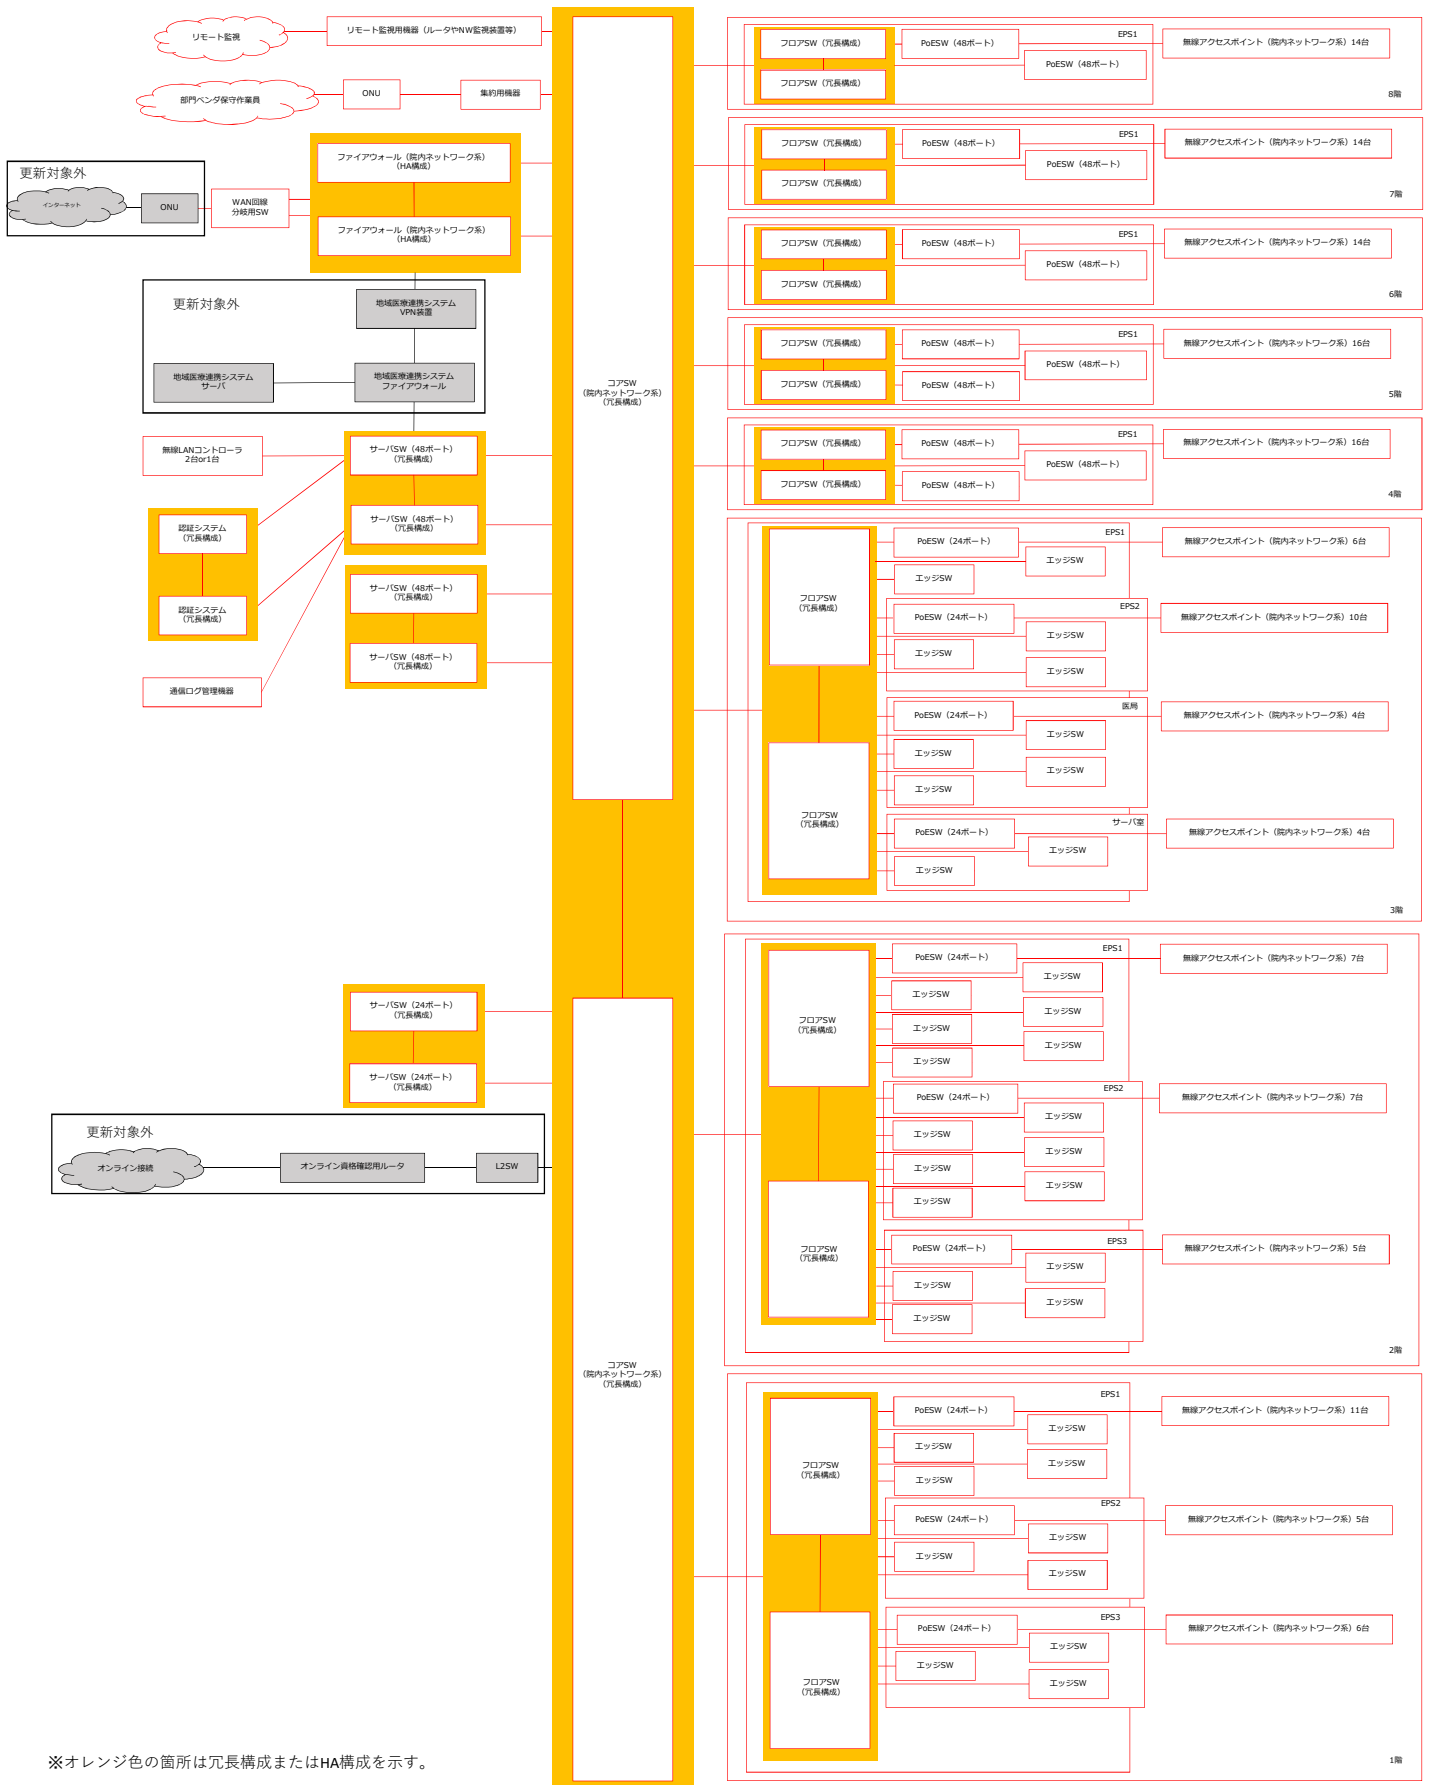 リモート監視
リモート監視用機器（ルータやNW監視装置等）
部門ベンダ保守作業員
ONU
集約用機器
更新対象外
インターネット
ONU
WAN回線
分岐用SW
ファイアウォール（院内ネットワーク系）
（HA構成）
ファイアウォール（院内ネットワーク系）
（HA構成）
更新対象外
地域医療連携システム
VPN装置
地域医療連携システム
サーバ
地域医療連携システム
ファイアウォール
無線LANコントローラ
2台or1台
サーバSW（48ポート）
（冗長構成）
認証システム
（冗長構成）
サーバSW（48ポート）
（冗長構成）
認証システム
（冗長構成）
サーバSW（48ポート）
（冗長構成）
サーバSW（48ポート）
（冗長構成）
通信ログ管理機器
サーバSW（24ポート）
（冗長構成）
サーバSW（24ポート）
（冗長構成）
更新対象外
オンライン接続
オンライン資格確認用ルータ
L2SW
コアSW
（院内ネットワーク系）
（冗長構成）
コアSW
（院内ネットワーク系）
（冗長構成）
フロアSW（冗長構成）
フロアSW（冗長構成）
PoESW（48ポート）
PoESW（48ポート）
EPS1
無線アクセスポイント（院内ネットワーク系）14台
8階
フロアSW（冗長構成）
フロアSW（冗長構成）
PoESW（48ポート）
PoESW（48ポート）
EPS1
無線アクセスポイント（院内ネットワーク系）14台
7階
フロアSW（冗長構成）
フロアSW（冗長構成）
PoESW（48ポート）
PoESW（48ポート）
EPS1
無線アクセスポイント（院内ネットワーク系）14台
6階
フロアSW（冗長構成）
フロアSW（冗長構成）
PoESW（48ポート）
PoESW（48ポート）
PoESW（48ポート）
EPS1
無線アクセスポイント（院内ネットワーク系）16台
5階
フロアSW（冗長構成）
フロアSW（冗長構成）
PoESW（48ポート）
PoESW（48ポート）
PoESW（48ポート）
EPS1
無線アクセスポイント（院内ネットワーク系）16台
4階
フロアSW
（冗長構成）
フロアSW
（冗長構成）
EPS1
PoESW（24ポート）
無線アクセスポイント（院内ネットワーク系）6台
エッジSW
エッジSW
EPS2
PoESW（24ポート）
無線アクセスポイント（院内ネットワーク系）10台
エッジSW
エッジSW
エッジSW
医局
PoESW（24ポート）
無線アクセスポイント（院内ネットワーク系）4台
エッジSW
エッジSW
エッジSW
エッジSW
サーバ室
PoESW（24ポート）
無線アクセスポイント（院内ネットワーク系）4台
エッジSW
エッジSW
3階
フロアSW
（冗長構成）
フロアSW
（冗長構成）
EPS1
PoESW（24ポート）
無線アクセスポイント（院内ネットワーク系）7台
エッジSW
エッジSW
エッジSW
エッジSW
エッジSW
エッジSW
EPS2
PoESW（24ポート）
無線アクセスポイント（院内ネットワーク系）7台
エッジSW
エッジSW
エッジSW
エッジSW
エッジSW
エッジSW
EPS3
PoESW（24ポート）
無線アクセスポイント（院内ネットワーク系）5台
エッジSW
エッジSW
エッジSW
エッジSW
2階
フロアSW
（冗長構成）
フロアSW
（冗長構成）
EPS1
PoESW（24ポート）
無線アクセスポイント（院内ネットワーク系）11台
エッジSW
エッジSW
エッジSW
エッジSW
EPS2
PoESW（24ポート）
無線アクセスポイント（院内ネットワーク系）5台
エッジSW
エッジSW
エッジSW
EPS3
PoESW（24ポート）
無線アクセスポイント（院内ネットワーク系）6台
エッジSW
エッジSW
エッジSW
1階
※オレンジ色の箇所は冗長構成またはHA構成を示す。